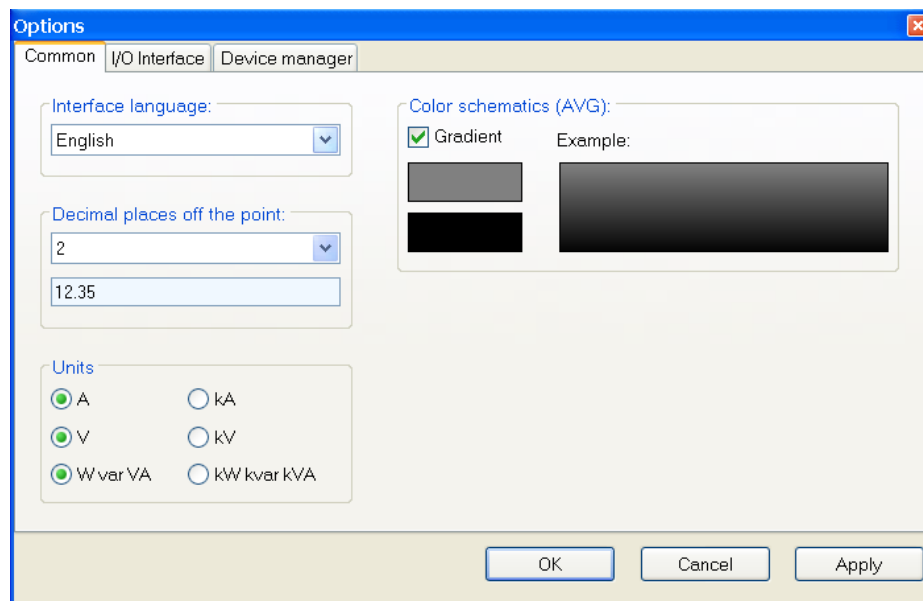 Options
Common I/O Interface Device manager
Interface language:
English
Decimal places off the point:
2
12.35
Units
A kA
V kV
W var VA kW kvar kVA
Color schematics (AVG):
Gradient Example:
OK Cancel Apply